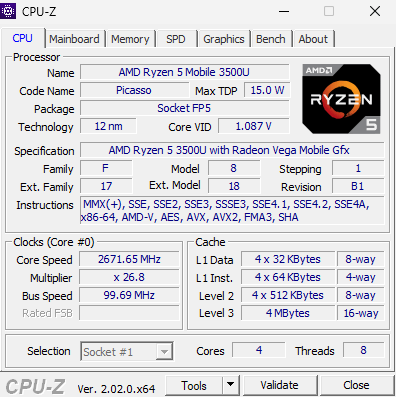 CPU-Z
CPU Mainboard Memory SPD Graphics Bench About
Processor
Name AMD Ryzen 5 Mobile 3500U
Code Name Picasso Max TDP 15.0 W
Package Socket FP5
Technology 12 nm Core VID 1.087 V
AMD
RYZEN
5
Specification AMD Ryzen 5 3500U with Radeon Vega Mobile Gfx
Family F Model 8 Stepping 1
Ext. Family 17 Ext. Model 18 Revision B1
Instructions MMX(+), SSE, SSE2, SSE3, SSSE3, SSE4.1, SSE4.2, SSE4A,
x86-64, AMD-V, AES, AVX, AVX2, FMA3, SHA
Clocks (Core #0)
Core Speed 2671.65 MHz
Multiplier x 26.8
Bus Speed 99.69 MHz
Rated FSB
Cache
L1 Data 4 x 32 KBytes 8-way
L1 Inst. 4 x 64 KBytes 4-way
Level 2 4 x 512 KBytes 8-way
Level 3 4 MBytes 16-way
Selection Socket #1 Cores 4 Threads 8
CPU-Z Ver. 2.02.0.x64 Tools Validate Close